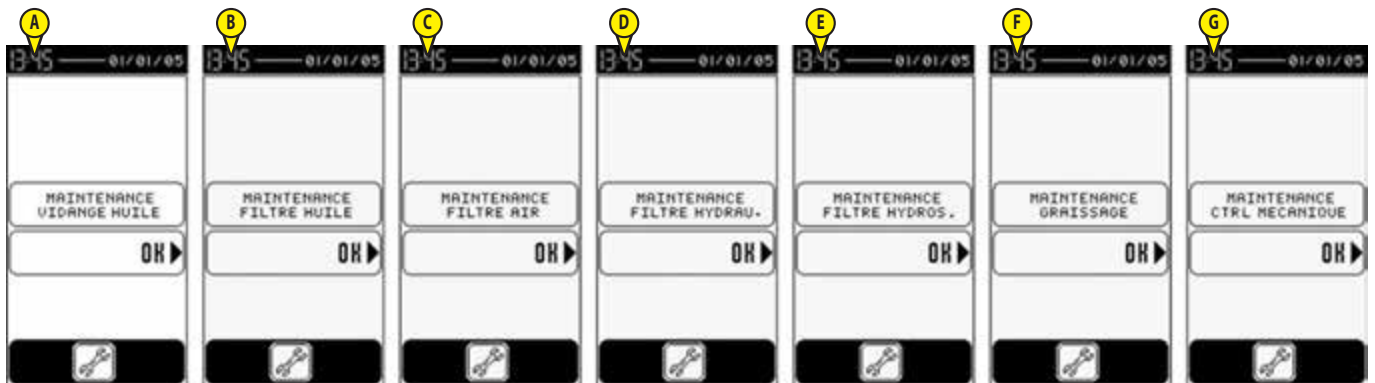 A B C D E F G
13:45 01/01/05 13:45 01/01/05 13:45 01/01/05 13:45 01/01/05 13:45 01/01/05 13:45 01/01/05 13:45 01/01/05
MAINTENANCE
VIDANGE HUILE
OK
MAINTENANCE
FILTRE HUILE
OK
MAINTENANCE
FILTRE AIR
OK
MAINTENANCE
FILTRE HYDRAU.
OK
MAINTENANCE
FILTRE HYDROS.
OK
MAINTENANCE
GRAISSAGE
OK
MAINTENANCE
CTRL MECANIQUE
OK